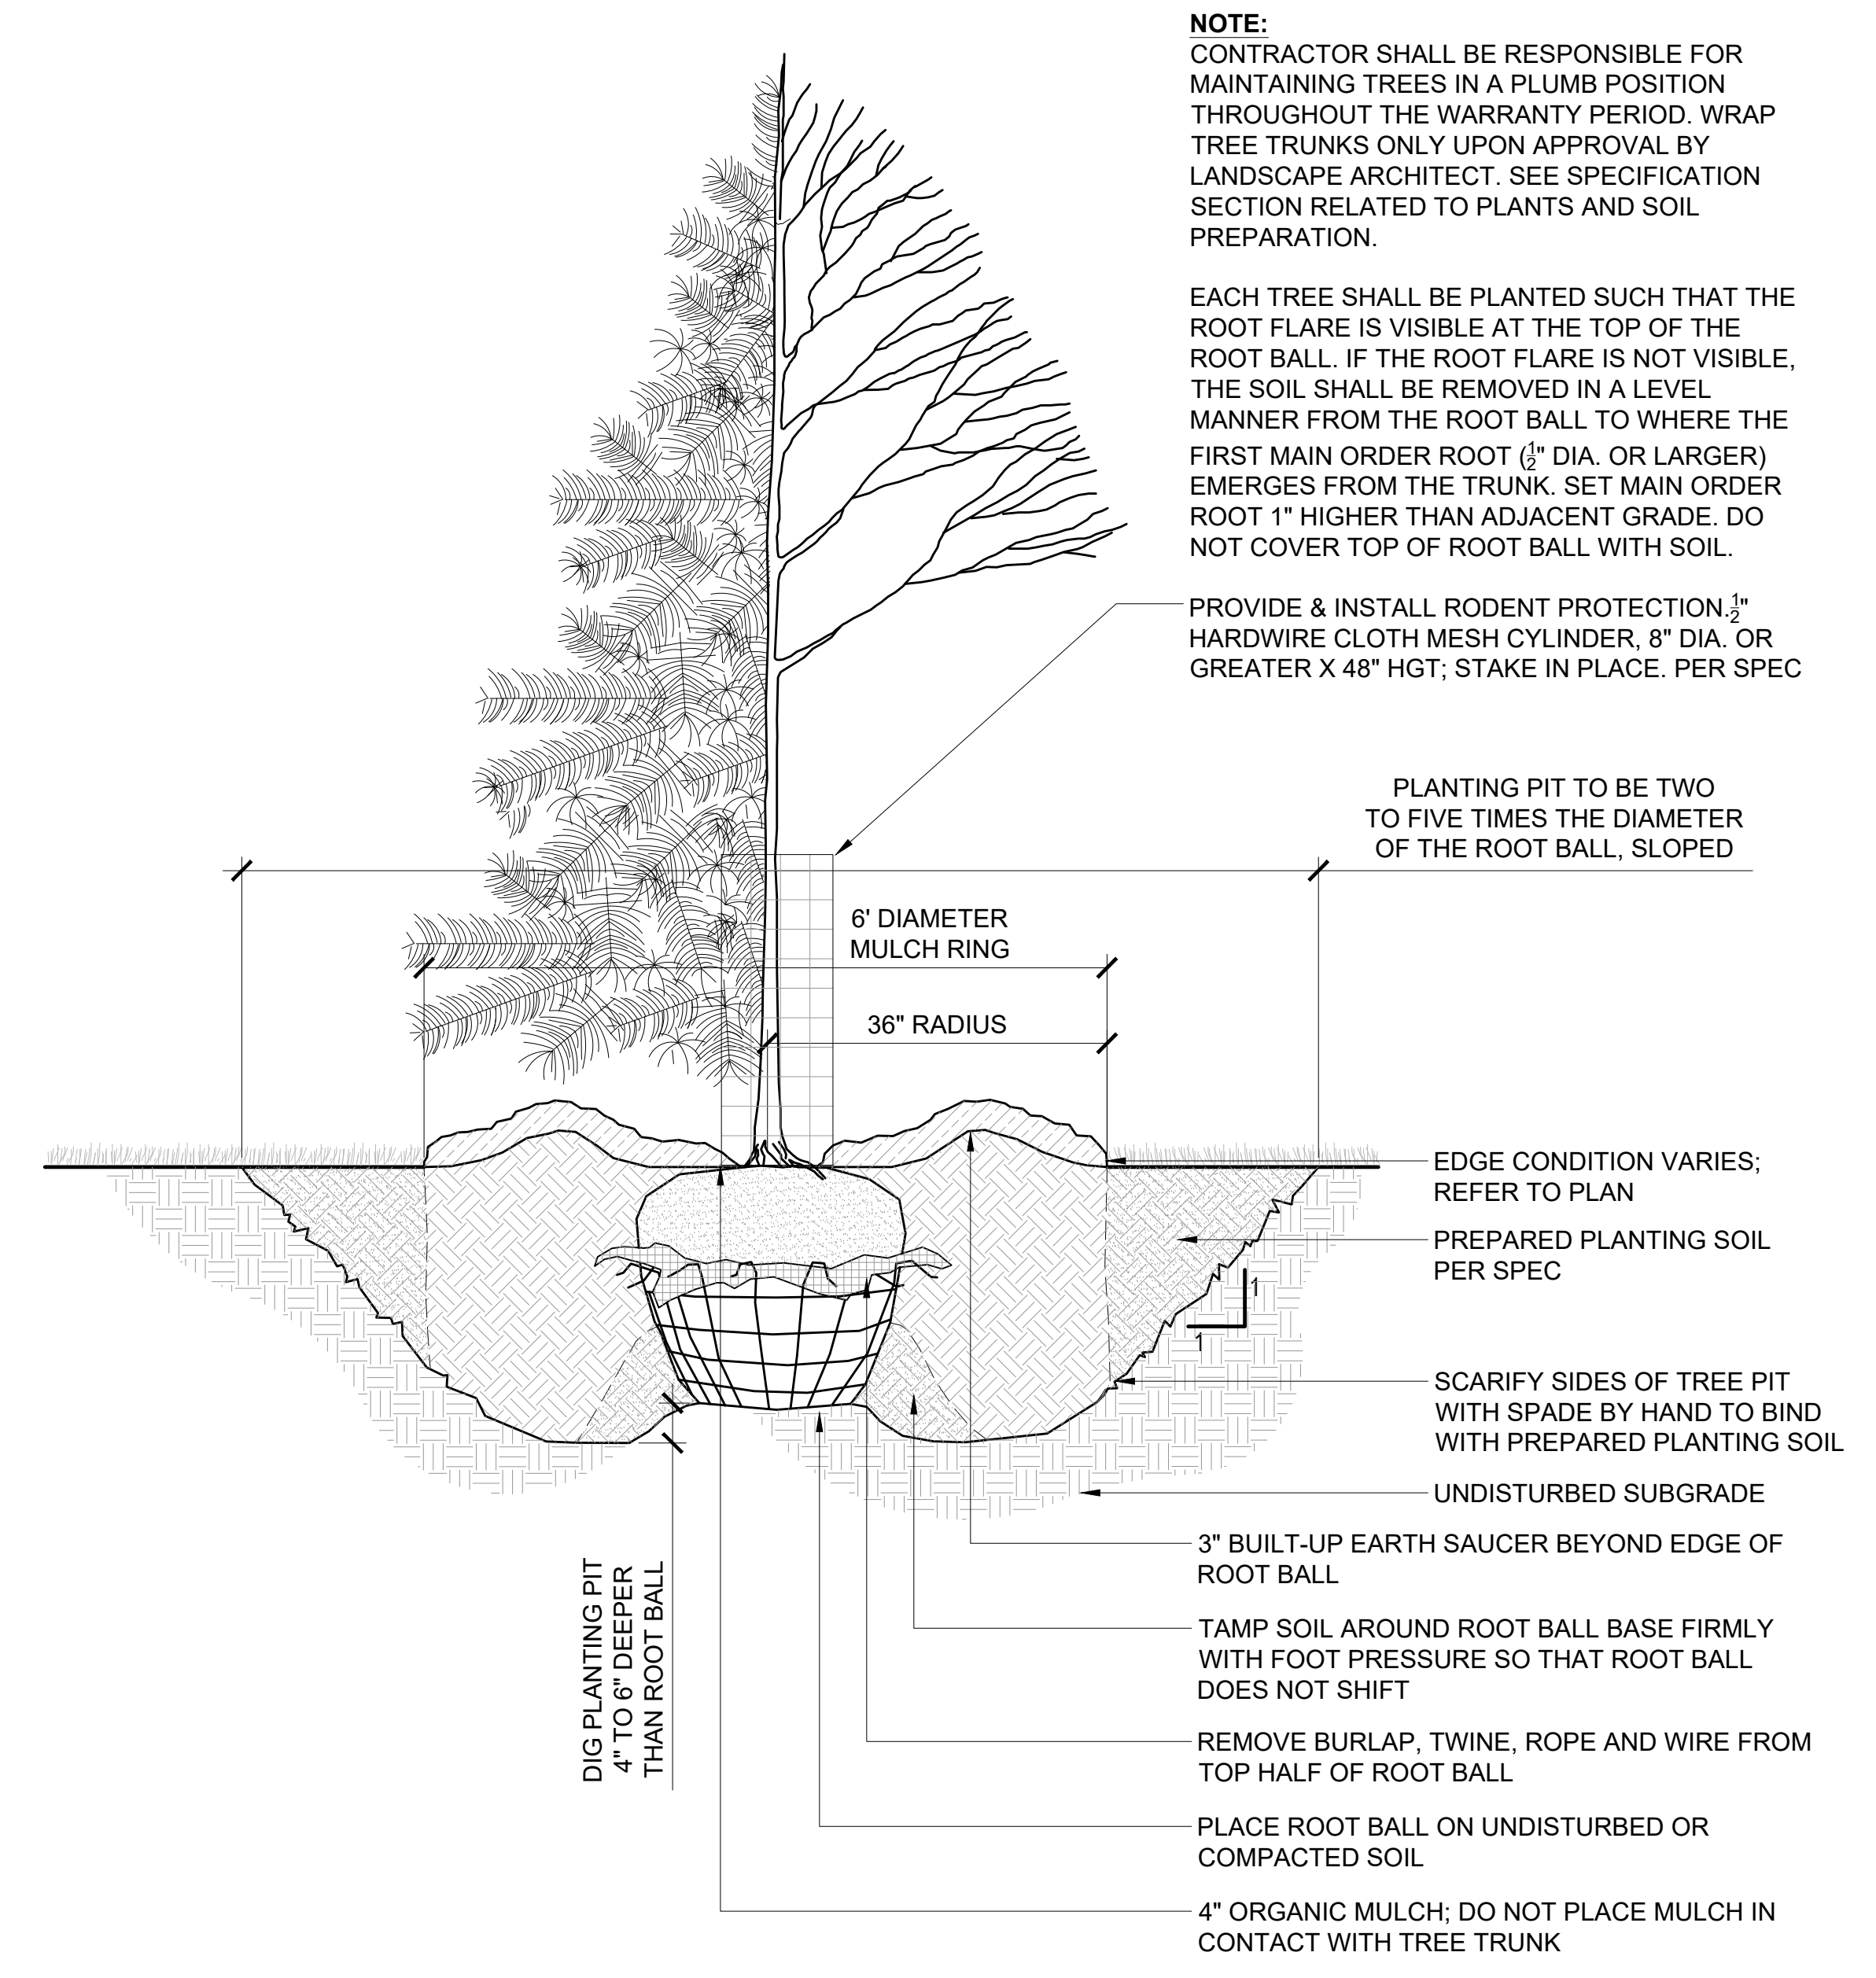 NOTE:
CONTRACTOR SHALL BE RESPONSIBLE FOR
MAINTAINING TREES IN A PLUMB POSITION
THROUGHOUT THE WARRANTY PERIOD. WRAP
TREE TRUNKS ONLY UPON APPROVAL BY
LANDSCAPE ARCHITECT. SEE SPECIFICATION
SECTION RELATED TO PLANTS AND SOIL
PREPARATION.
EACH TREE SHALL BE PLANTED SUCH THAT THE
ROOT FLARE IS VISIBLE AT THE TOP OF THE
ROOT BALL. IF THE ROOT FLARE IS NOT VISIBLE,
THE SOIL SHALL BE REMOVED IN A LEVEL
MANNER FROM THE ROOT BALL TO WHERE THE
FIRST MAIN ORDER ROOT (½" DIA. OR LARGER)
EMERGES FROM THE TRUNK. SET MAIN ORDER
ROOT 1" HIGHER THAN ADJACENT GRADE. DO
NOT COVER TOP OF ROOT BALL WITH SOIL.
PROVIDE & INSTALL RODENT PROTECTION.½"
HARDWIRE CLOTH MESH CYLINDER, 8" DIA. OR
GREATER X 48" HGT; STAKE IN PLACE. PER SPEC
PLANTING PIT TO BE TWO
TO FIVE TIMES THE DIAMETER
OF THE ROOT BALL, SLOPED
6' DIAMETER
MULCH RING
36" RADIUS
EDGE CONDITION VARIES;
REFER TO PLAN
PREPARED PLANTING SOIL
PER SPEC
1
1
SCARIFY SIDES OF TREE PIT
WITH SPADE BY HAND TO BIND
WITH PREPARED PLANTING SOIL
UNDISTURBED SUBGRADE
3" BUILT-UP EARTH SAUCER BEYOND EDGE OF
ROOT BALL
DIG PLANTING PIT
4" TO 6" DEEPER
THAN ROOT BALL
TAMP SOIL AROUND ROOT BALL BASE FIRMLY
WITH FOOT PRESSURE SO THAT ROOT BALL
DOES NOT SHIFT
REMOVE BURLAP, TWINE, ROPE AND WIRE FROM
TOP HALF OF ROOT BALL
PLACE ROOT BALL ON UNDISTURBED OR
COMPACTED SOIL
4" ORGANIC MULCH; DO NOT PLACE MULCH IN
CONTACT WITH TREE TRUNK